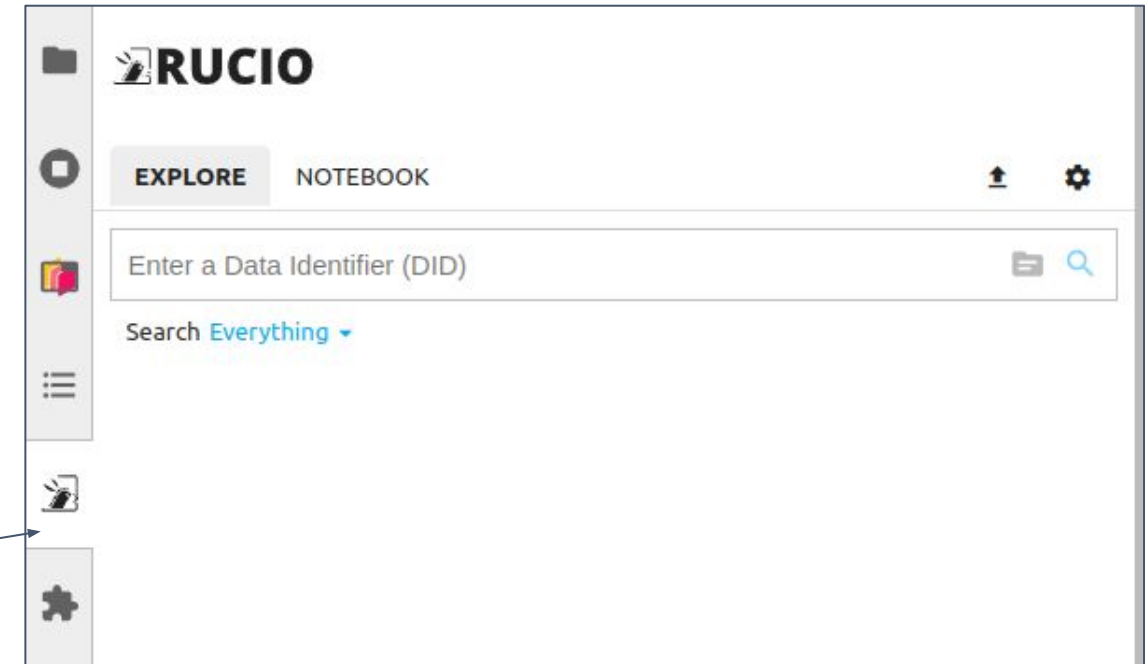 RUCIO
EXPLORE NOTEBOOK
Enter a Data Identifier (DID)
Search Everything